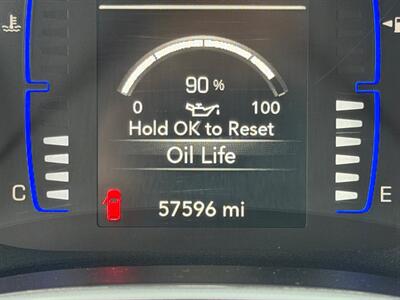 90 %
0 100
Hold OK to Reset
Oil Life
C E
57596 mi